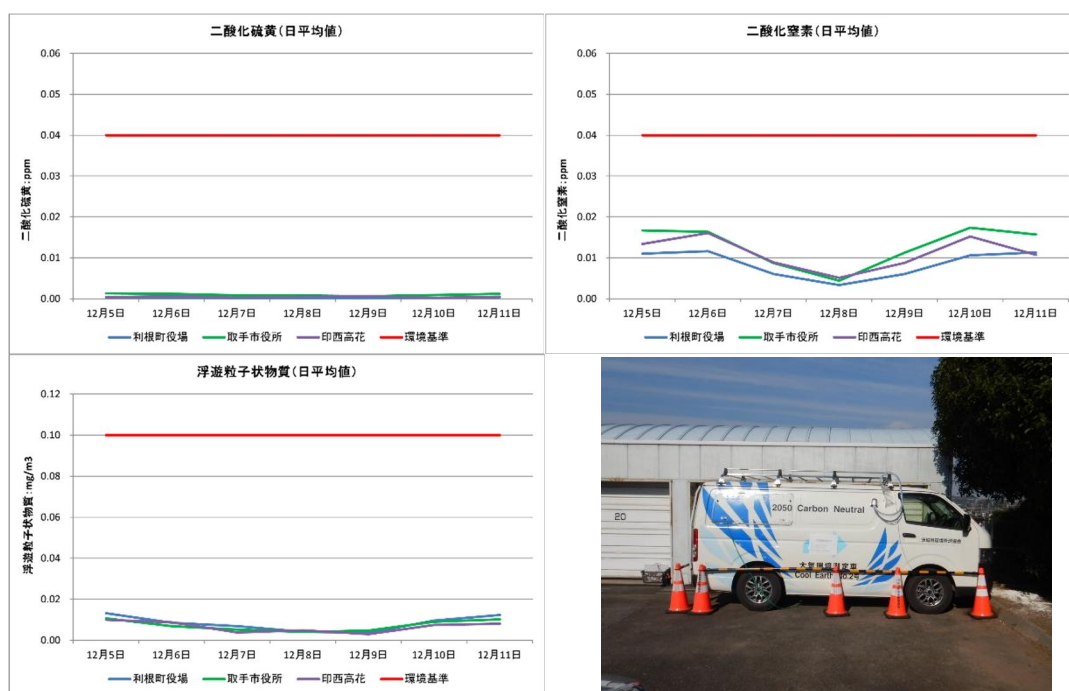 二酸化硫黄(日平均値)
二酸化硫黄:ppm
0.06
0.05
0.04
0.03
0.02
0.01
0.00
12月5日 12月6日 12月7日 12月8日 12月9日 12月10日 12月11日
利根町役場 取手市役所 印西高花 環境基準
二酸化窒素(日平均値)
二酸化窒素:ppm
0.06
0.05
0.04
0.03
0.02
0.01
0.00
12月5日 12月6日 12月7日 12月8日 12月9日 12月10日 12月11日
利根町役場 取手市役所 印西高花 環境基準
浮遊粒子状物質(日平均値)
浮遊粒子状物質:mg/m3
0.12
0.10
0.08
0.06
0.04
0.02
0.00
12月5日 12月6日 12月7日 12月8日 12月9日 12月10日 12月11日
利根町役場 取手市役所 印西高花 環境基準
20
2050 Carbon Neutral
大気環境測定車
Cool Earth No.2号